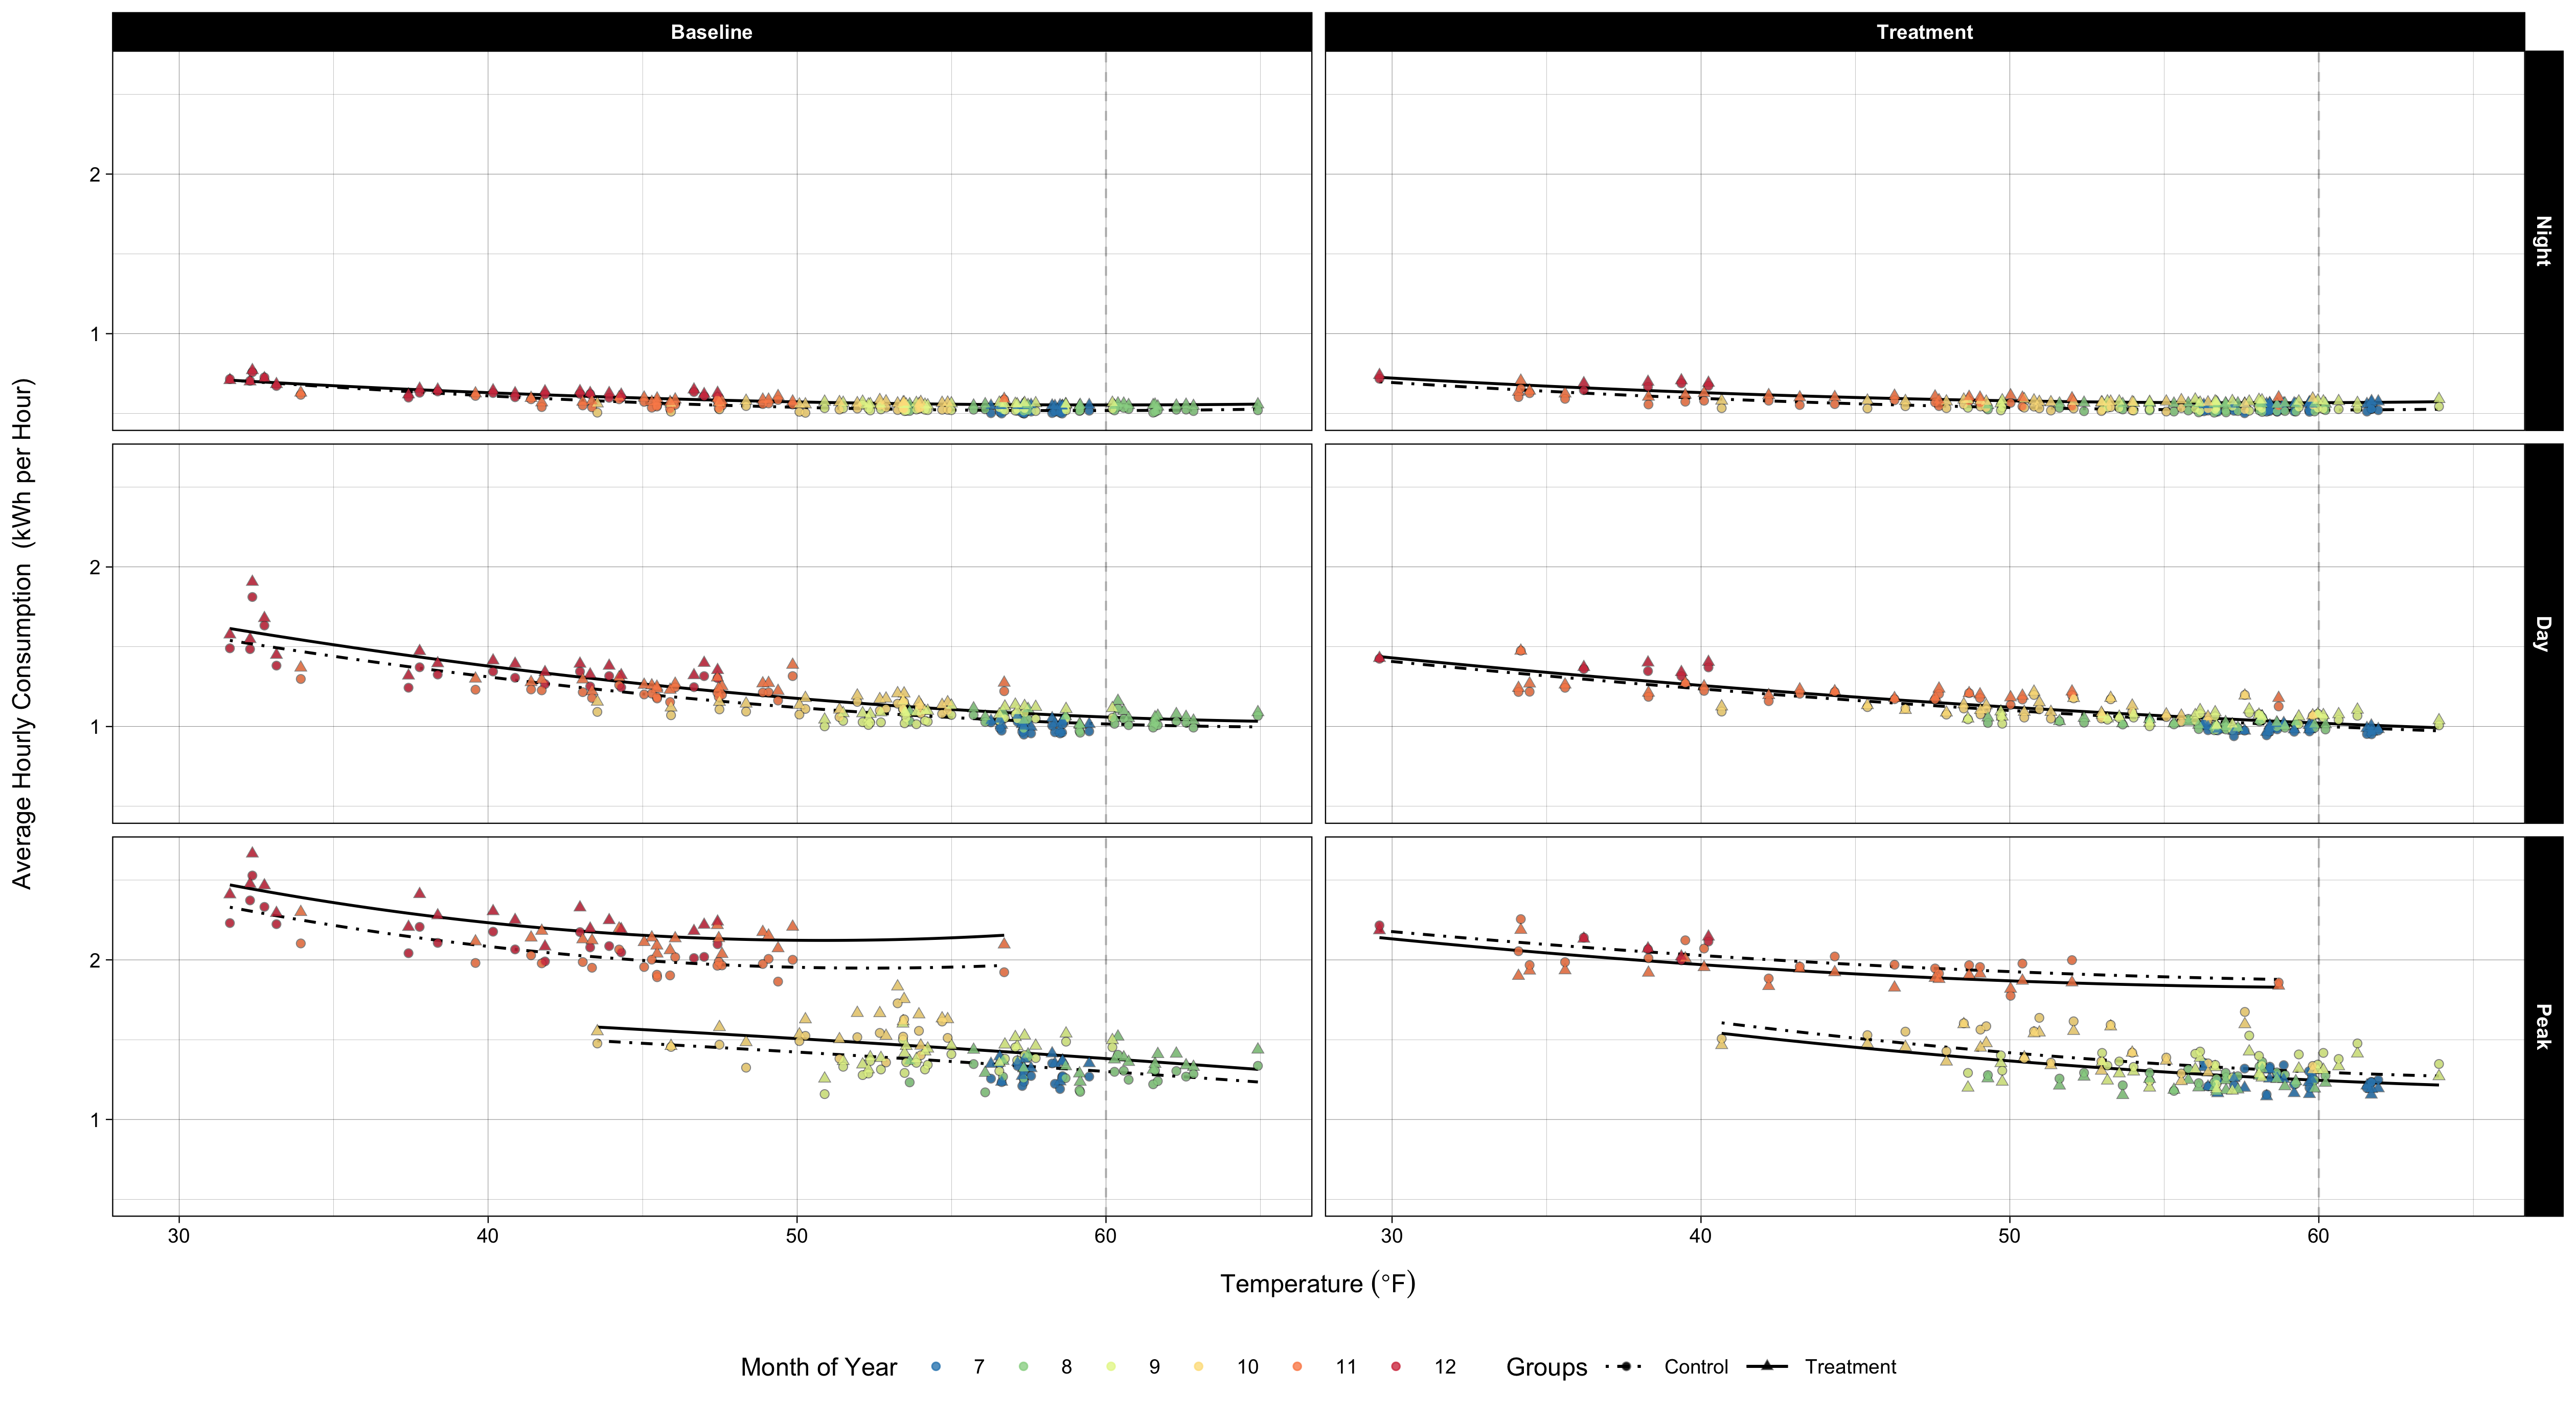 Baseline
Treatment
Night
Day
Peak
Average Hourly Consumption  (kWh per Hour)
2
1
2
1
2
1
30 40 50 60
30 40 50 60
Temperature (°F)
Month of Year 7 8 9 10 11 12 Groups Control Treatment